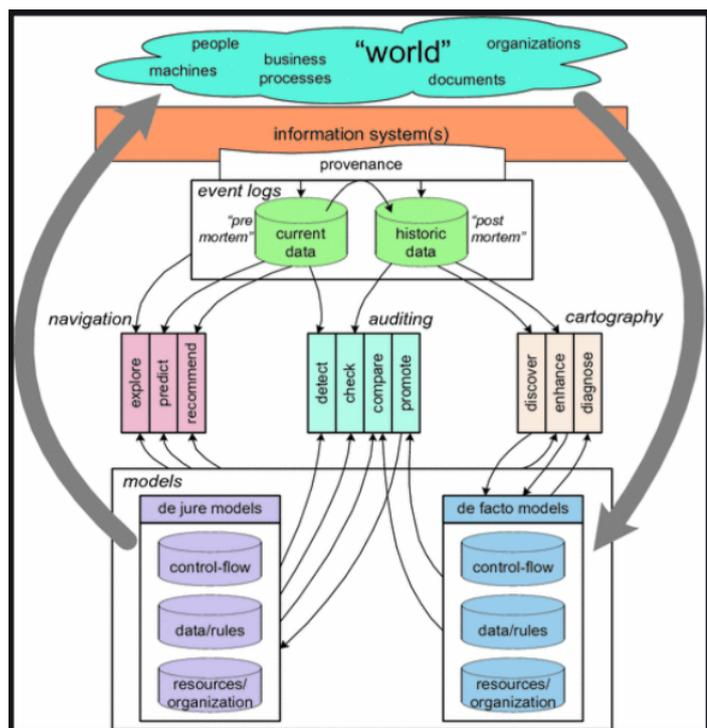 people
organizations
business
“world”
machines
processes
documents
information system(s)
provenance
event logs
“pre
mortem”
current
data
historic
data
“post
mortem”
navigation
auditing
cartography
explore
predict
recommend
detect
check
compare
promote
discover
enhance
diagnose
models
de jure models
control-flow
data/rules
resources/
organization
de facto models
control-flow
data/rules
resources/
organization